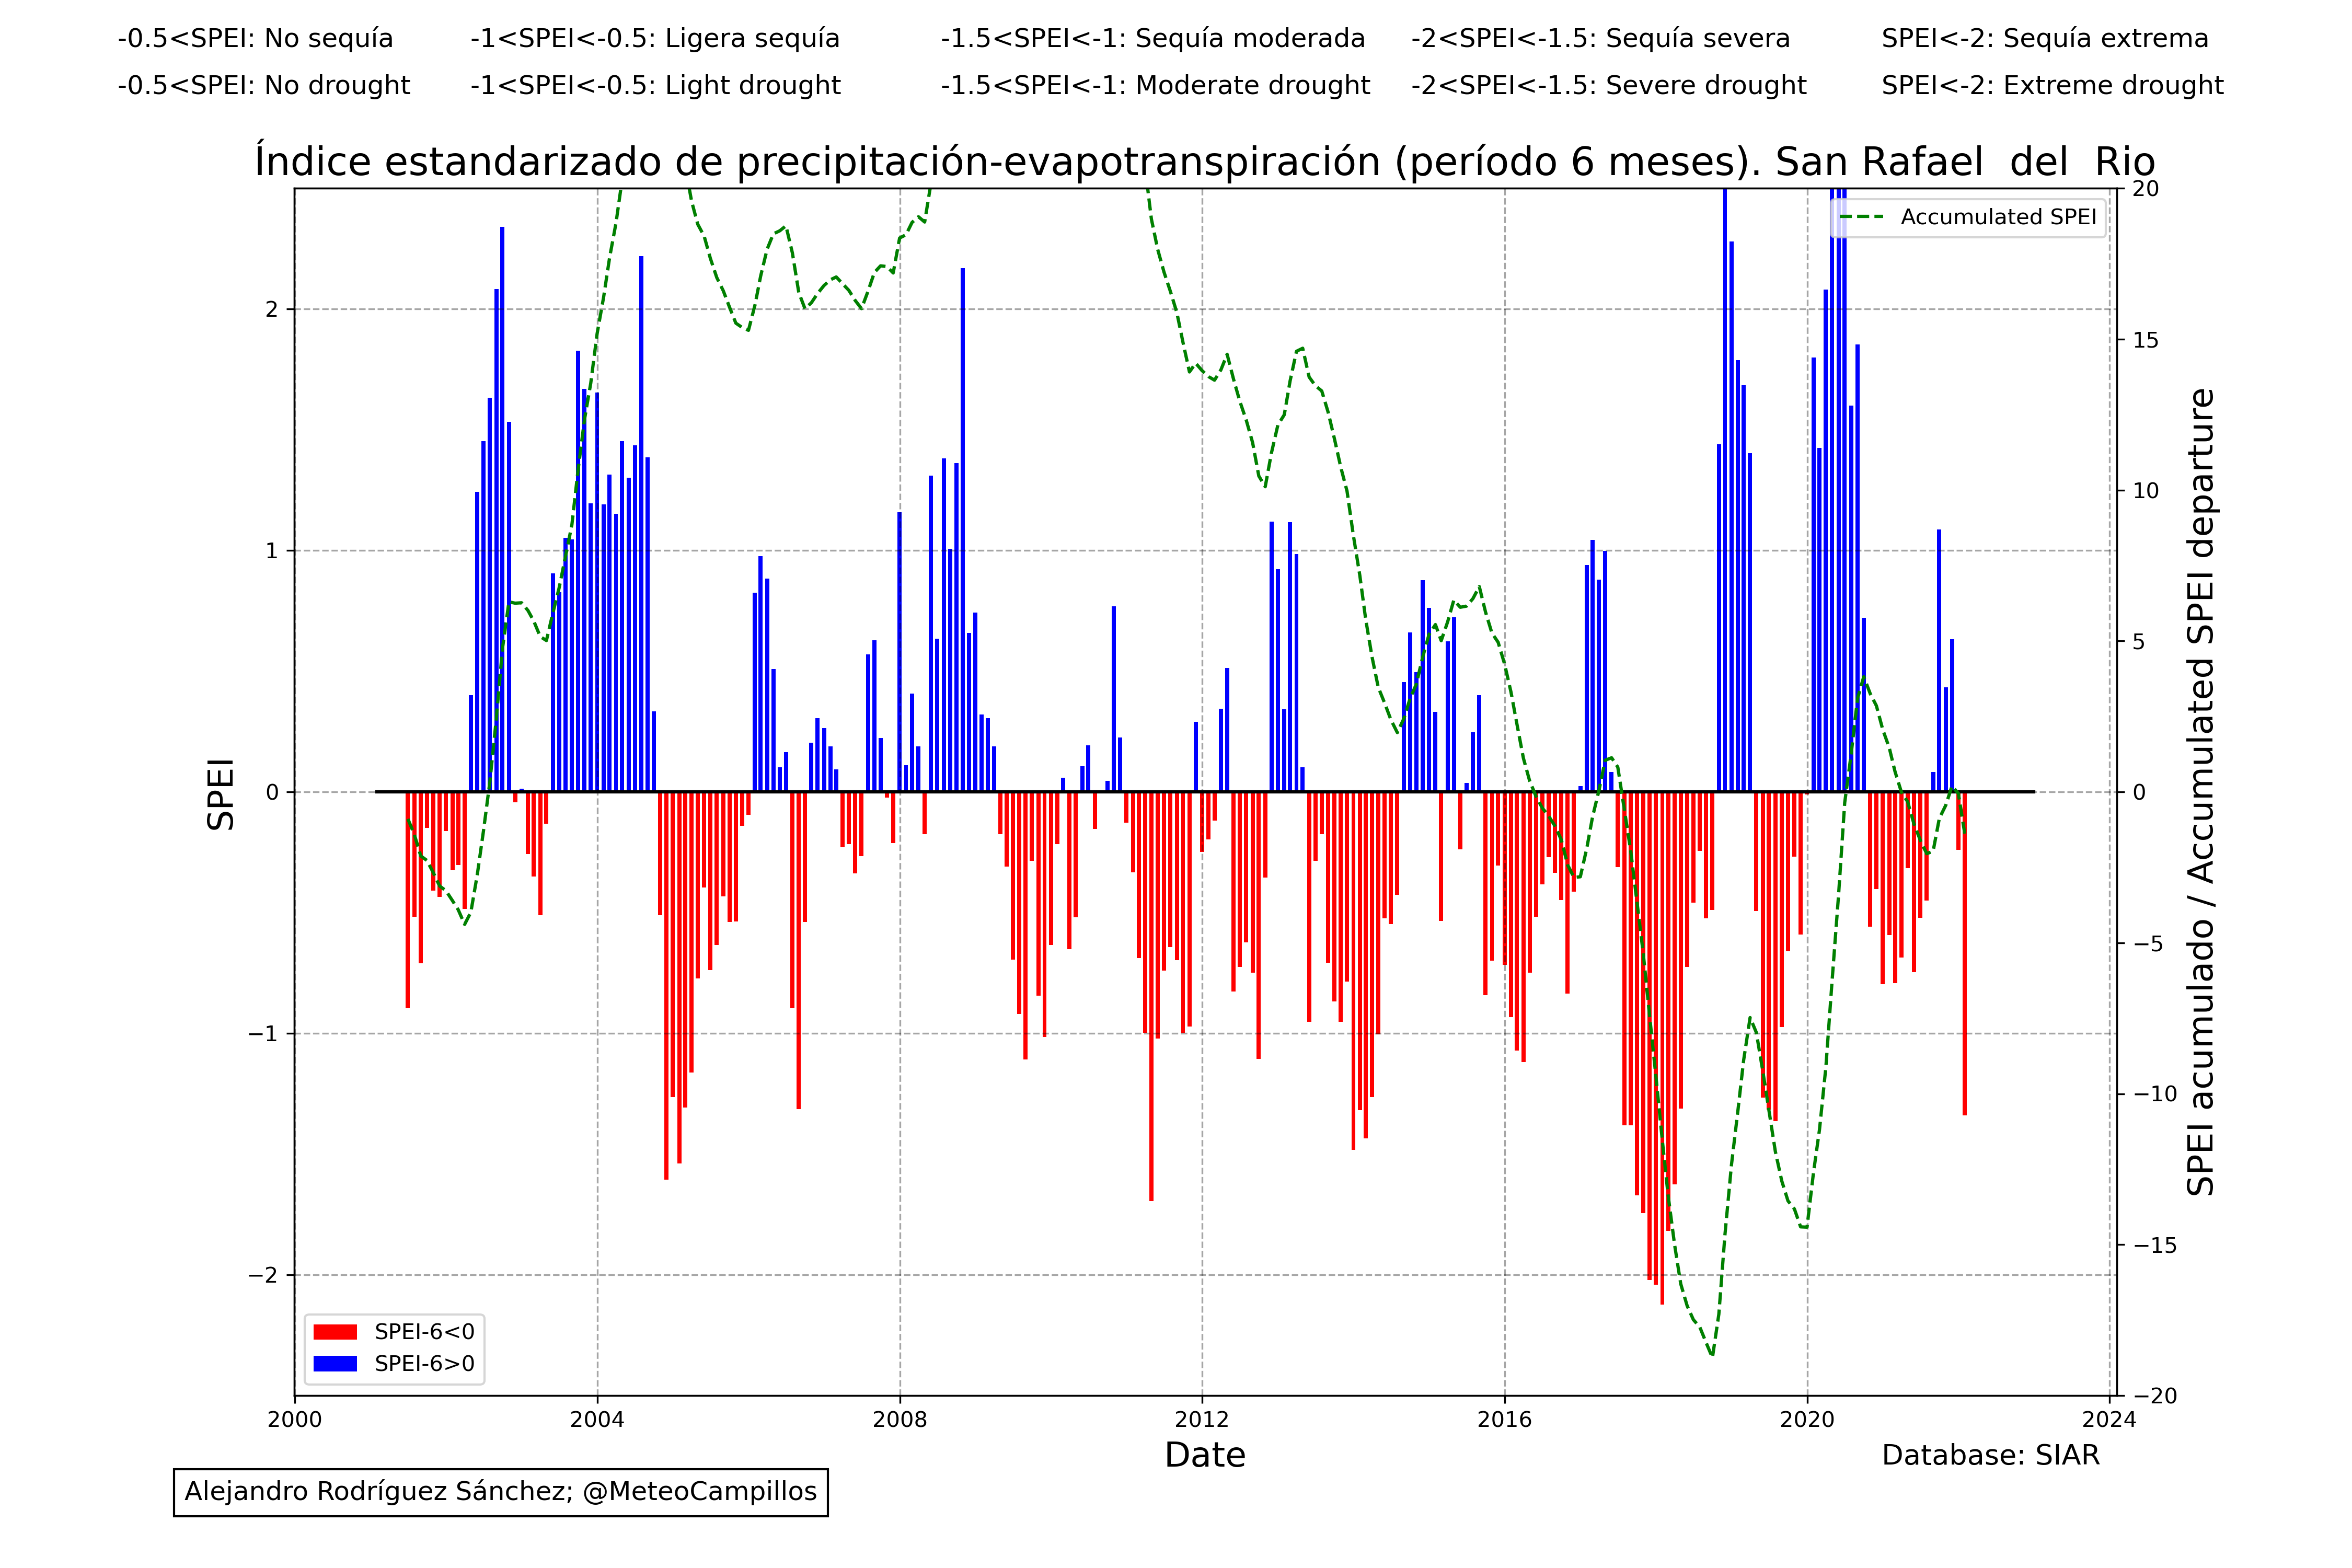 -0.5<SPEI: No sequía -1<SPEI<-0.5: Ligera sequía -1.5<SPEI<-1: Sequía moderada -2<SPEI<-1.5: Sequía severa SPEI<-2: Sequía extrema
-0.5<SPEI: No drought -1<SPEI<-0.5: Light drought -1.5<SPEI<-1: Moderate drought -2<SPEI<-1.5: Severe drought SPEI<-2: Extreme drought
Índice estandarizado de precipitación-evapotranspiración (período 6 meses). San Rafael  del  Rio
Accumulated SPEI
SPEI
2
1
0
−1
−2
20
15
10
5
0
−5
−10
−15
−20
SPEI acumulado / Accumulated SPEI departure
SPEI-6<0
SPEI-6>0
2000 2004 2008 2012 2016 2020 2024
Date
Database: SIAR
Alejandro Rodríguez Sánchez; @MeteoCampillos